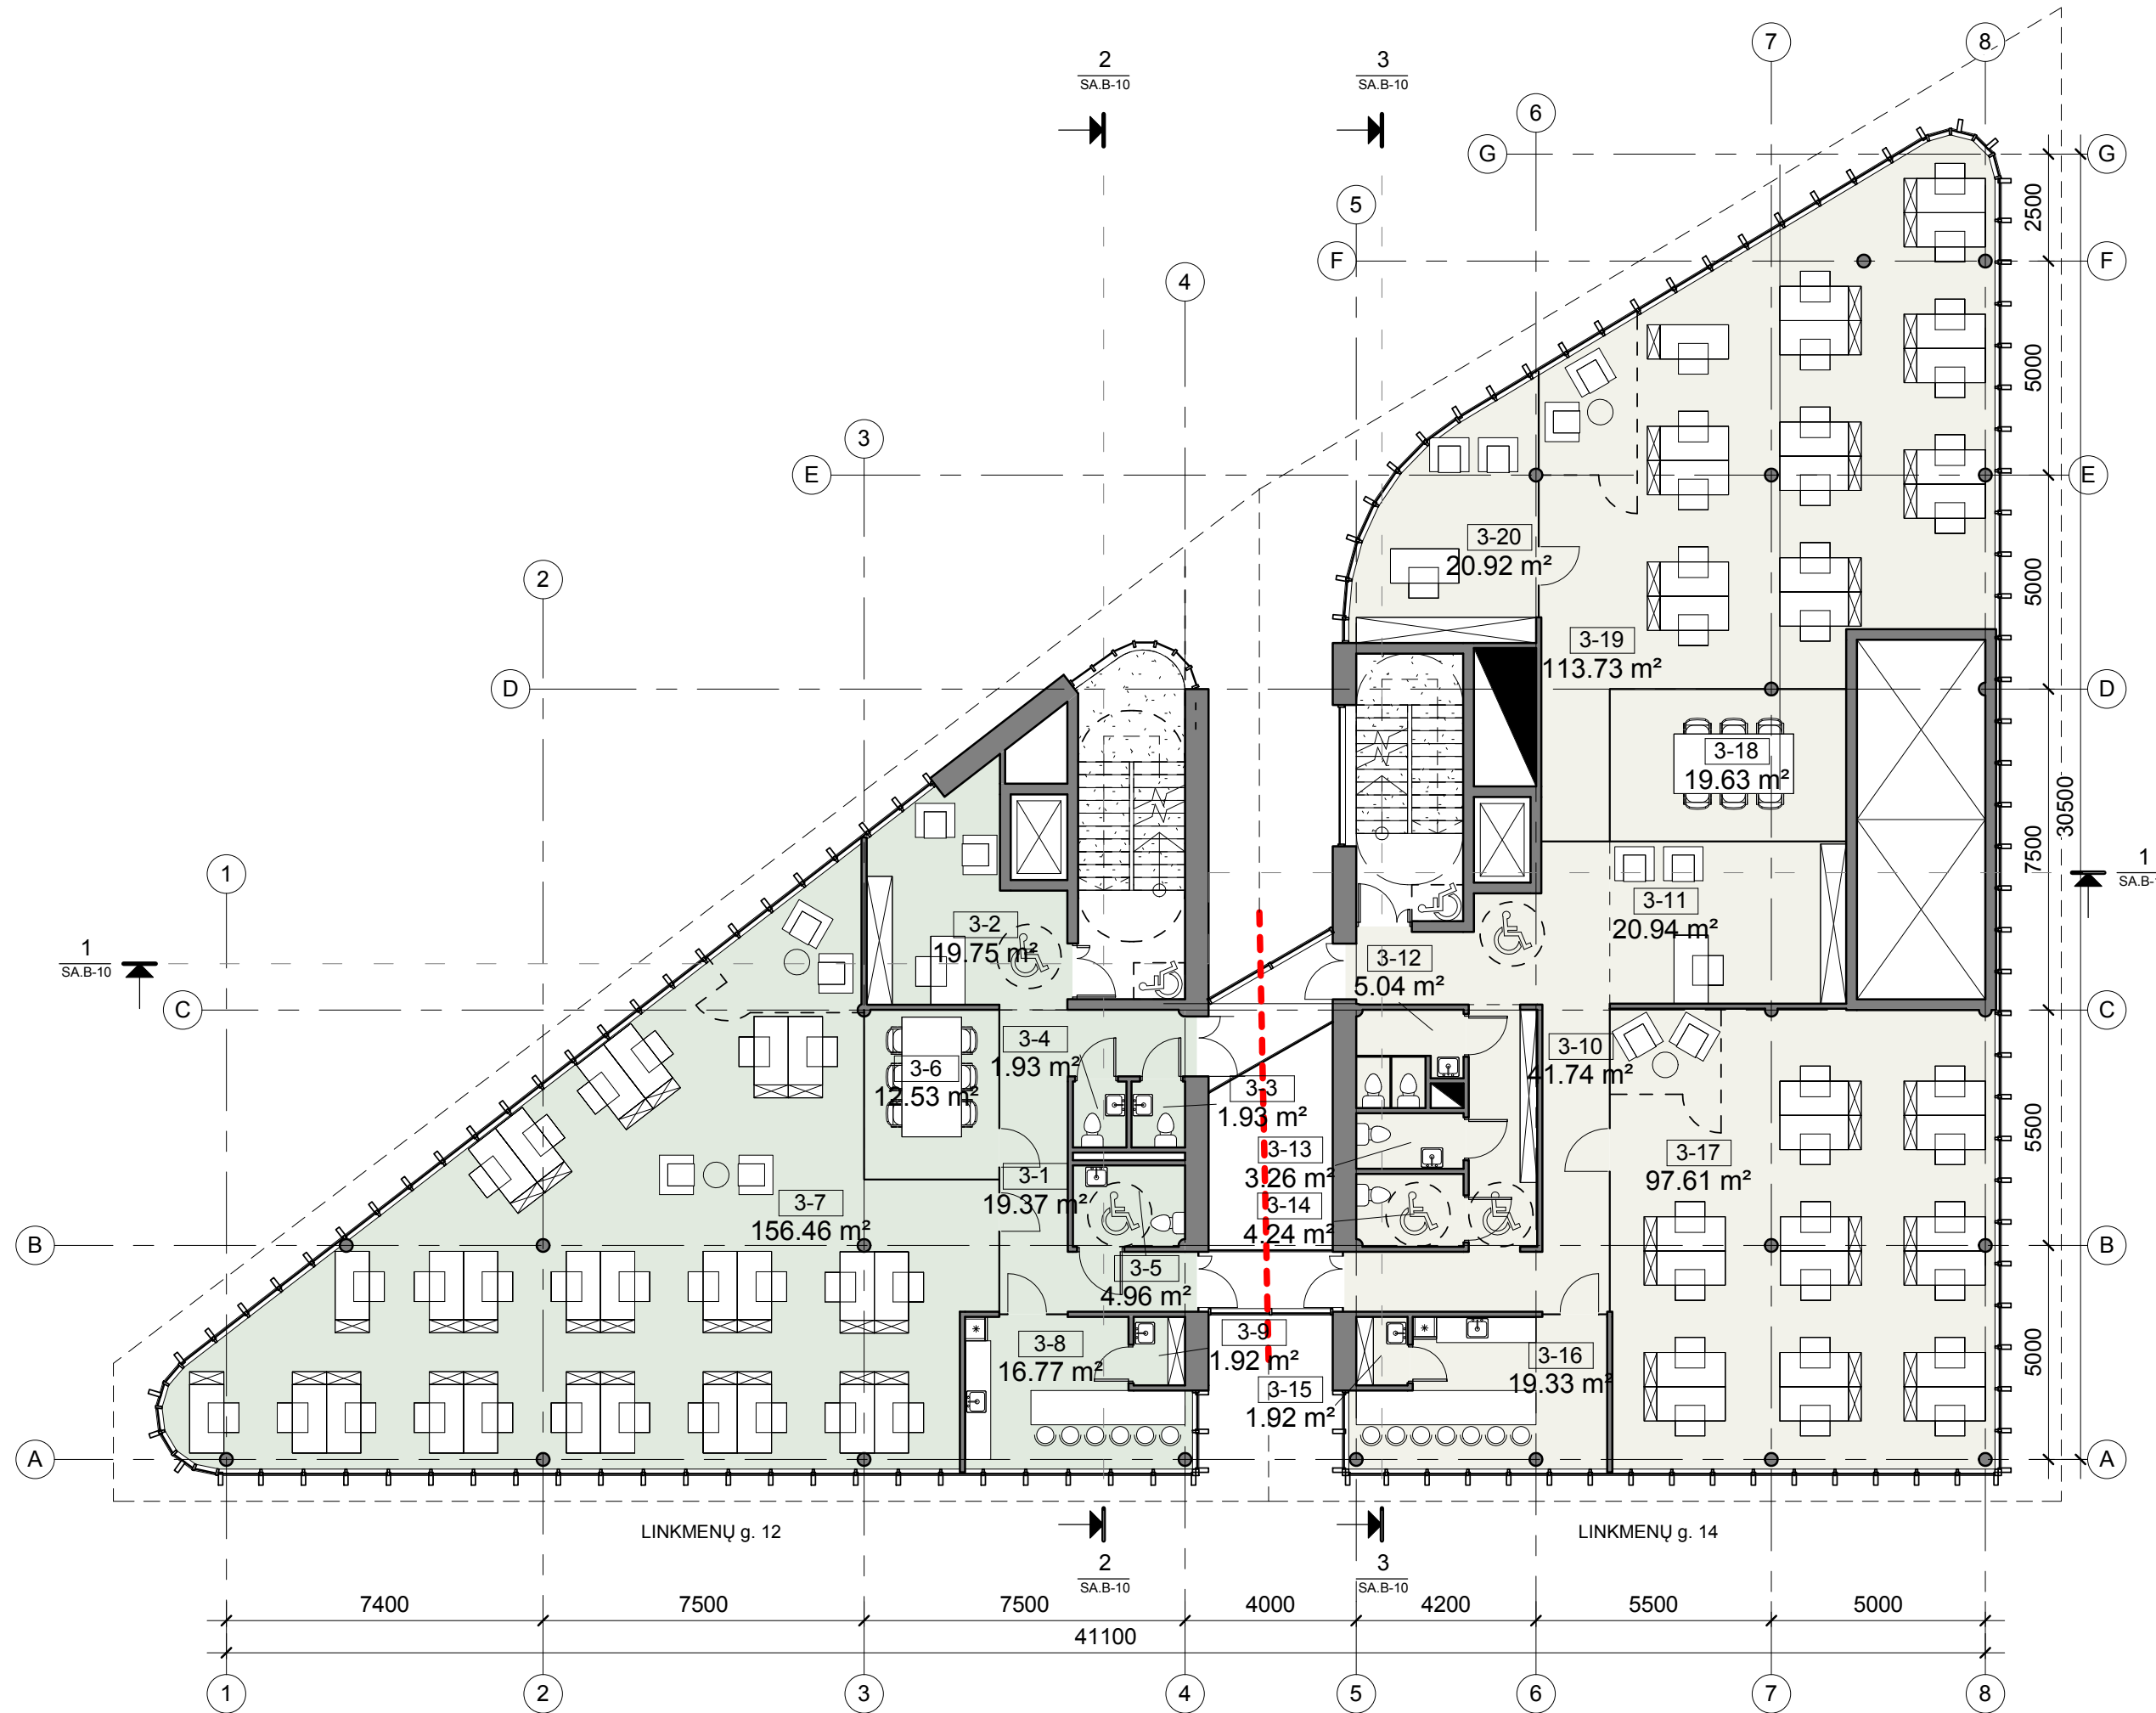 7
8
2
SA.B-10
3
SA.B-10
6
G
G
5
2500
F
F
4
5000
3
E
E
3-20
20.92 m²
2
5000
3-19
113.73 m²
D
D
3-18
19.63 m²
30500
7500
1
1
SA.B-
3-11
20.94 m²
3-2
19.75 m²
1
SA.B-10
3-12
5.04 m²
C
C
3-4
1.93 m²
3-6
12.53 m²
3-10
41.74 m²
3-3
1.93 m²
5500
3-13
3.26 m²
3-17
97.61 m²
3-1
19.37 m²
3-7
156.46 m²
3-14
4.24 m²
B
B
3-5
4.96 m²
3-8
16.77 m²
3-9
1.92 m²
3-16
19.33 m²
5000
3-15
1.92 m²
A
A
LINKMENŲ g. 12
LINKMENŲ g. 14
2
SA.B-10
3
SA.B-10
7400
7500
7500
4000
4200
5500
5000
41100
1
2
3
4
5
6
7
8